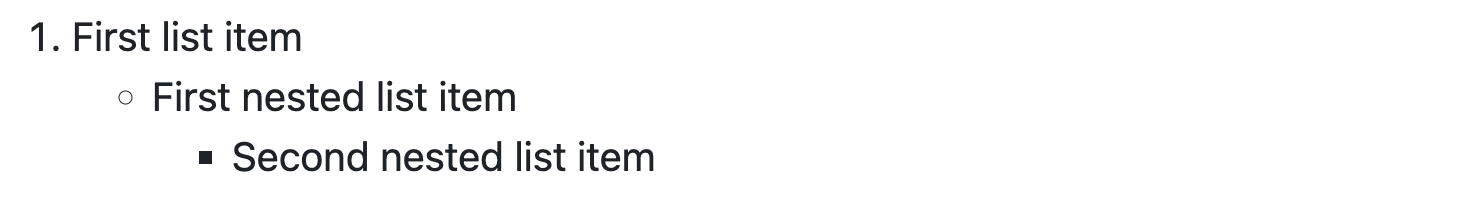 1. First list item
○ First nested list item
▪ Second nested list item